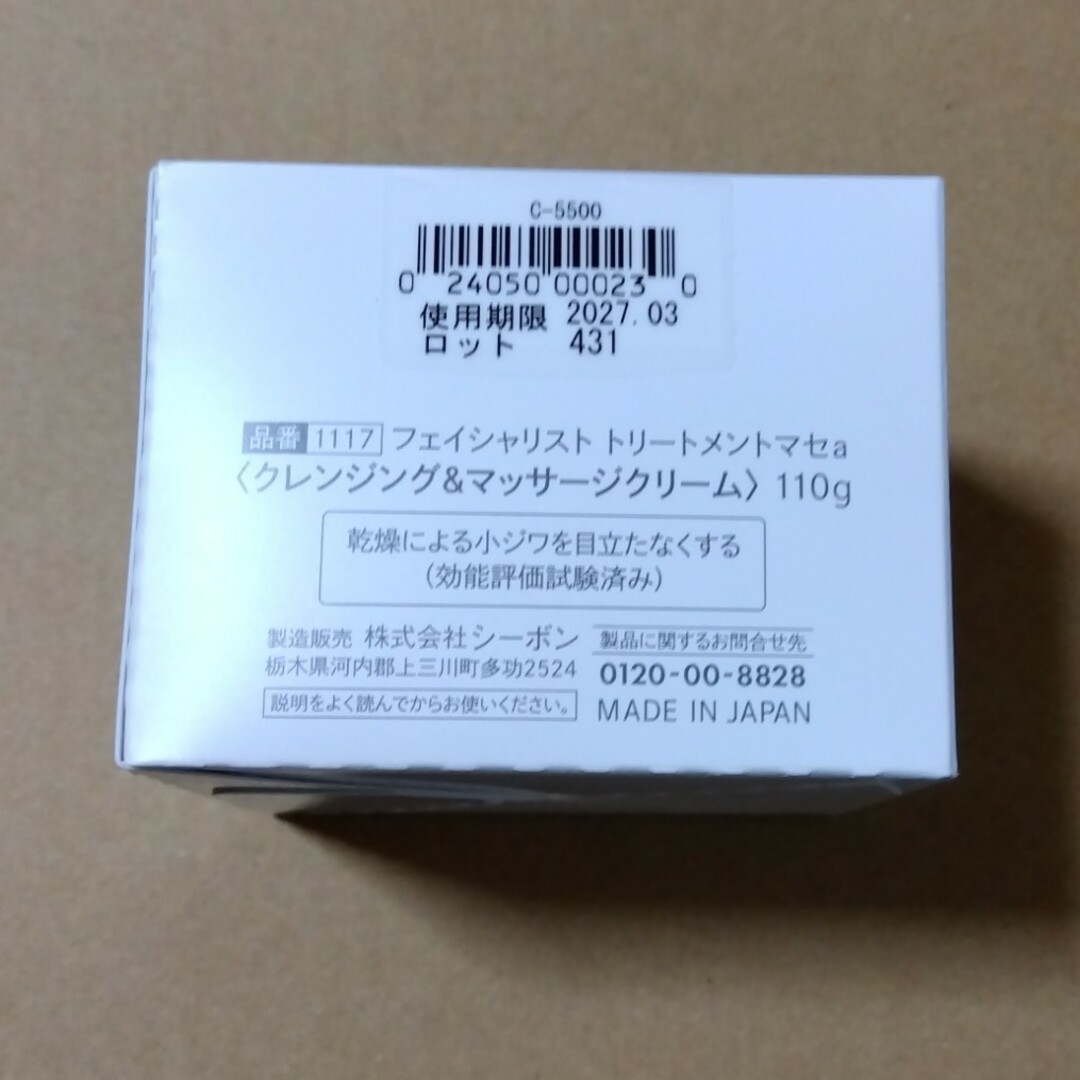 C-5500
0 24050 00023 0
使用期限 2027.03
ロット 431
品番 1117 フェイシャリスト トリートメントマセa
〈クレンジング&マッサージクリーム〉 110g
乾燥による小ジワを目立たなくする
(効能評価試験済み)
製造販売 株式会社シーボン
栃木県河内郡上三川町多功2524
説明をよく読んでからお使いください。
製品に関するお問合せ先
0120-00-8828
MADE IN JAPAN